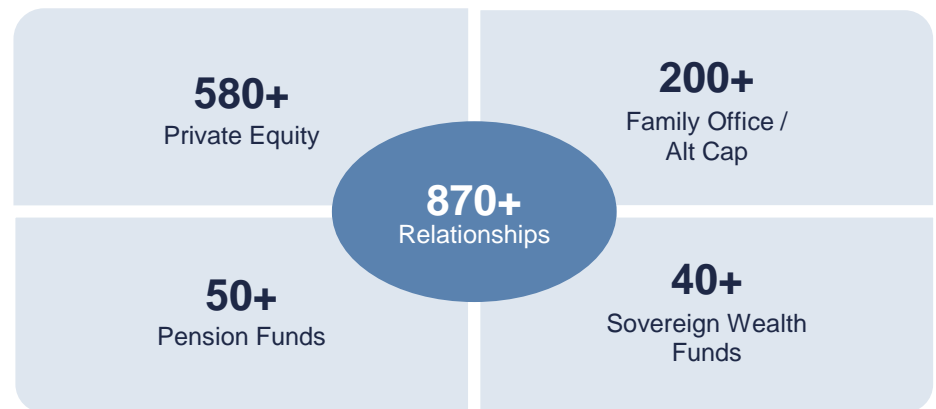 580+
Private Equity
200+
Family Office /
Alt Cap
870+
Relationships
50+
Pension Funds
40+
Sovereign Wealth
Funds